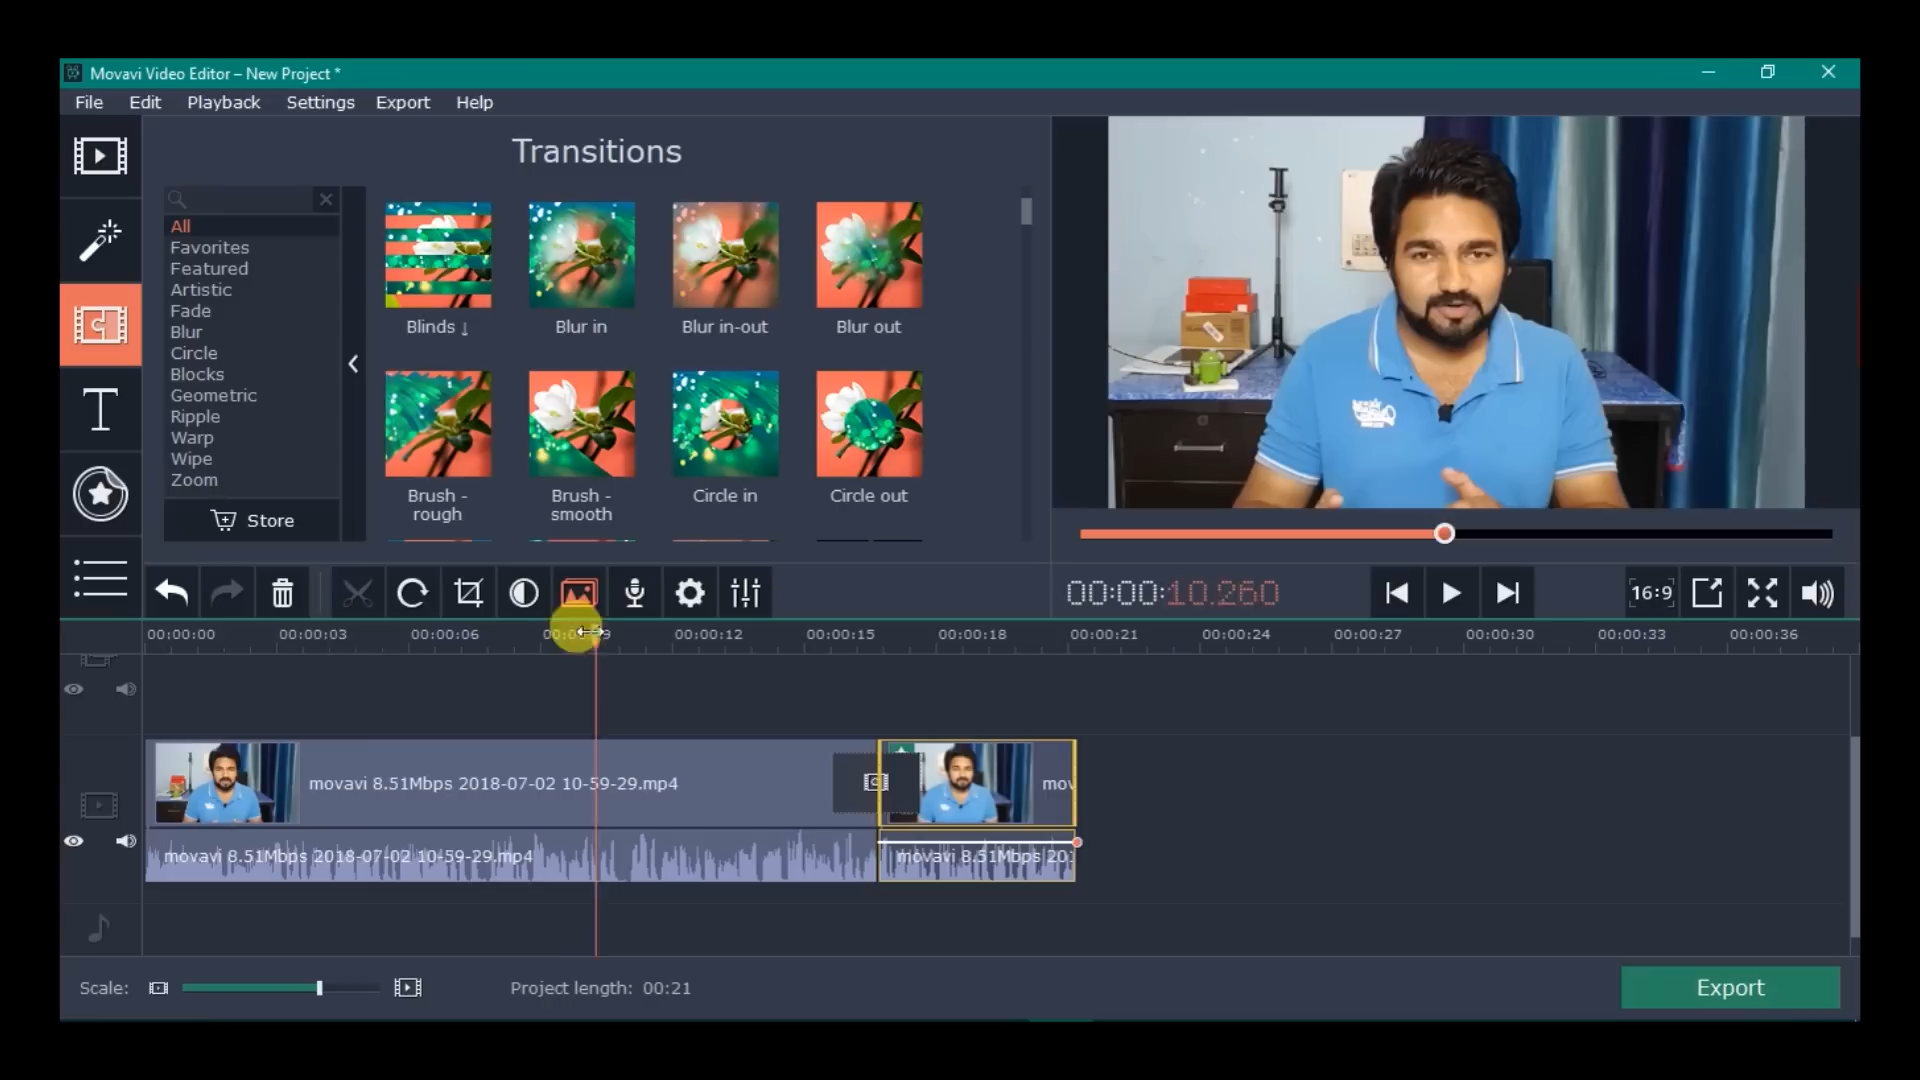 Movavi Video Editor – New Project *
File Edit Playback Settings Export Help
Transitions
All
Favorites
Featured
Artistic
Fade
Blur
Circle
Blocks
Geometric
Ripple
Warp
Wipe
Zoom
Store
Blinds ↓ Blur in Blur in-out Blur out
Brush - rough
Brush - smooth
Circle in
Circle out
00:00:10.260
16:9
00:00:00 00:00:03 00:00:06 00:00:12 00:00:15 00:00:18 00:00:21 00:00:24 00:00:27 00:00:30 00:00:33 00:00:36
movavi 8.51Mbps 2018-07-02 10-59-29.mp4
mov
movavi 8.51Mbps 2018-07-02 10-59-29.mp4
movavi 8.51Mbps 201
Scale:
Project length: 00:21
Export